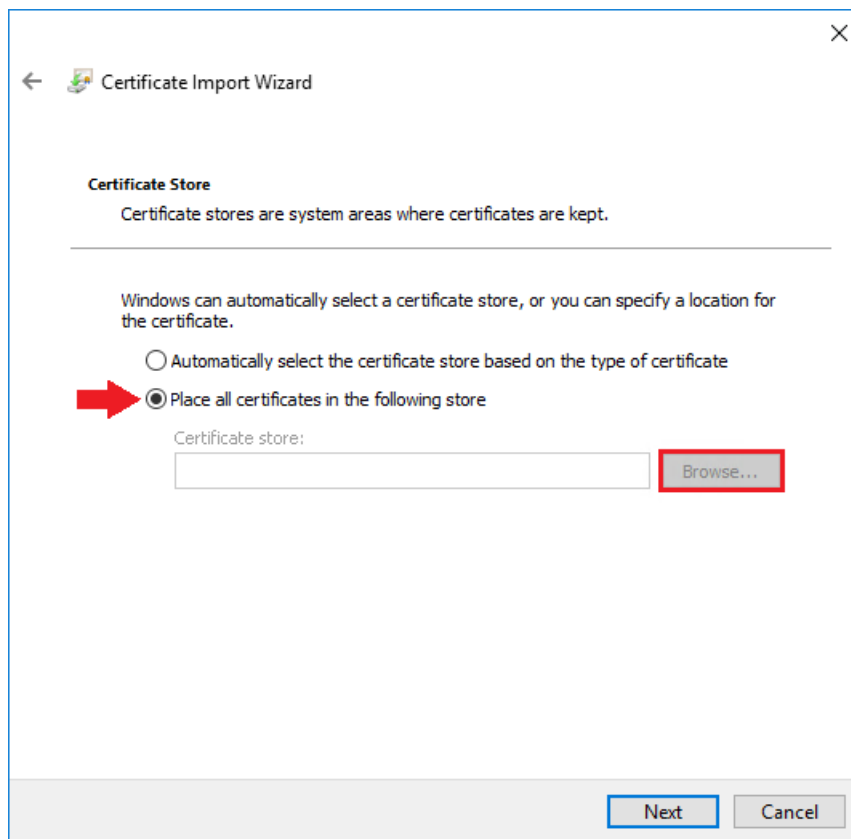 Certificate Import Wizard
Certificate Store
Certificate stores are system areas where certificates are kept.
Windows can automatically select a certificate store, or you can specify a location for
the certificate.
Automatically select the certificate store based on the type of certificate
Place all certificates in the following store
Certificate store:
Browse...
Next
Cancel